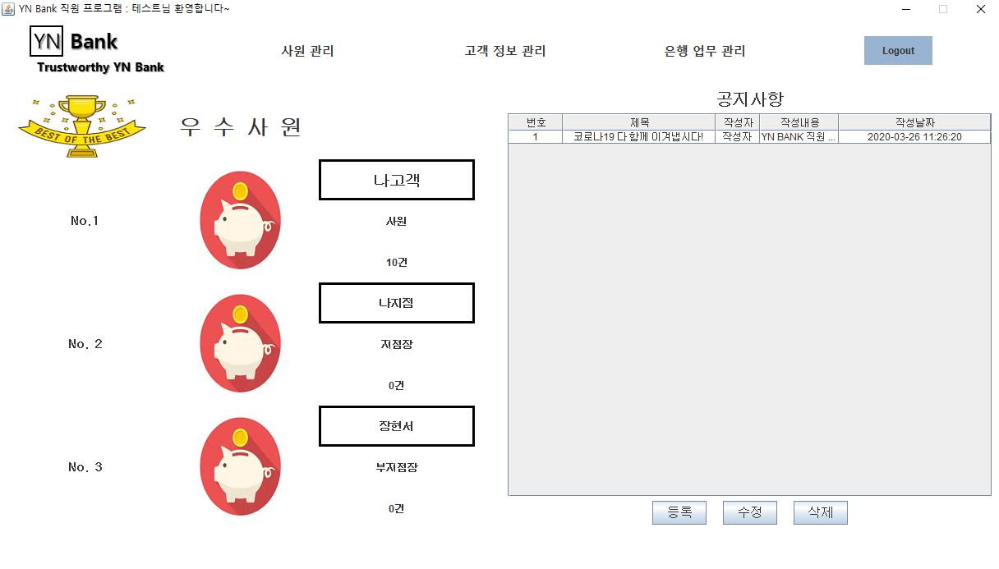 YN Bank 직원 프로그램 : 테스트님 환영합니다~
YN Bank
Trustworthy YN Bank
사원 관리
고객 정보 관리
은행 업무 관리
Logout
BEST OF THE BEST
우 수 사 원
No.1
나고객
사원
10건
No. 2
나지점
지점장
0건
No. 3
장현서
부지점장
0건
공지사항
번호 제목 작성자 작성내용 작성날짜
1 코로나19 다 함께 이겨냅시다! 작성자 YN BANK 직원 ... 2020-03-26 11:26:20
등록 수정 삭제